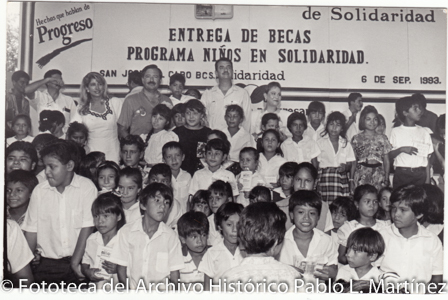 Hechos que hablan de
Progreso
de Solidaridad
ENTREGA DE BECAS
PROGRAMA NIÑOS EN SOLIDARIDAD.
SAN JOSE CABO BCS. Solidaridad
6 DE SEP. 1993.
© Fototeca del Archivo Histórico Pablo L. Martínez